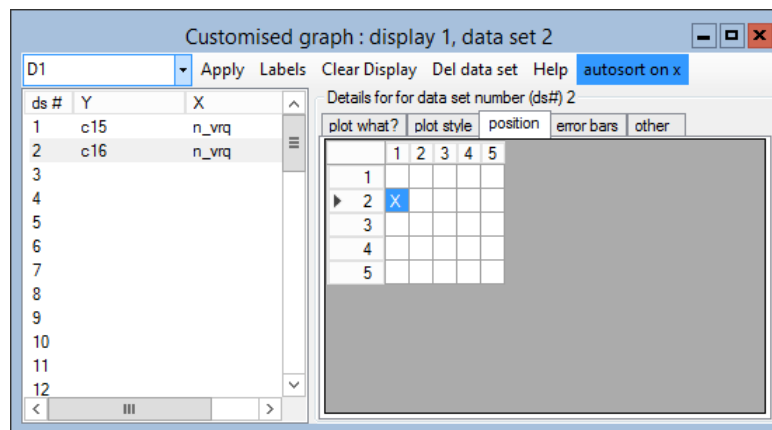 Customised graph : display 1, data set 2
D1 Apply Labels Clear Display Del data set Help autosort on x
ds # Y X
1 c15 n_vrq
2 c16 n_vrq
3
4
5
6
7
8
9
10
11
12
Details for for data set number (ds#) 2
plot what? plot style position error bars other
1 2 3 4 5
1
2 X
3
4
5